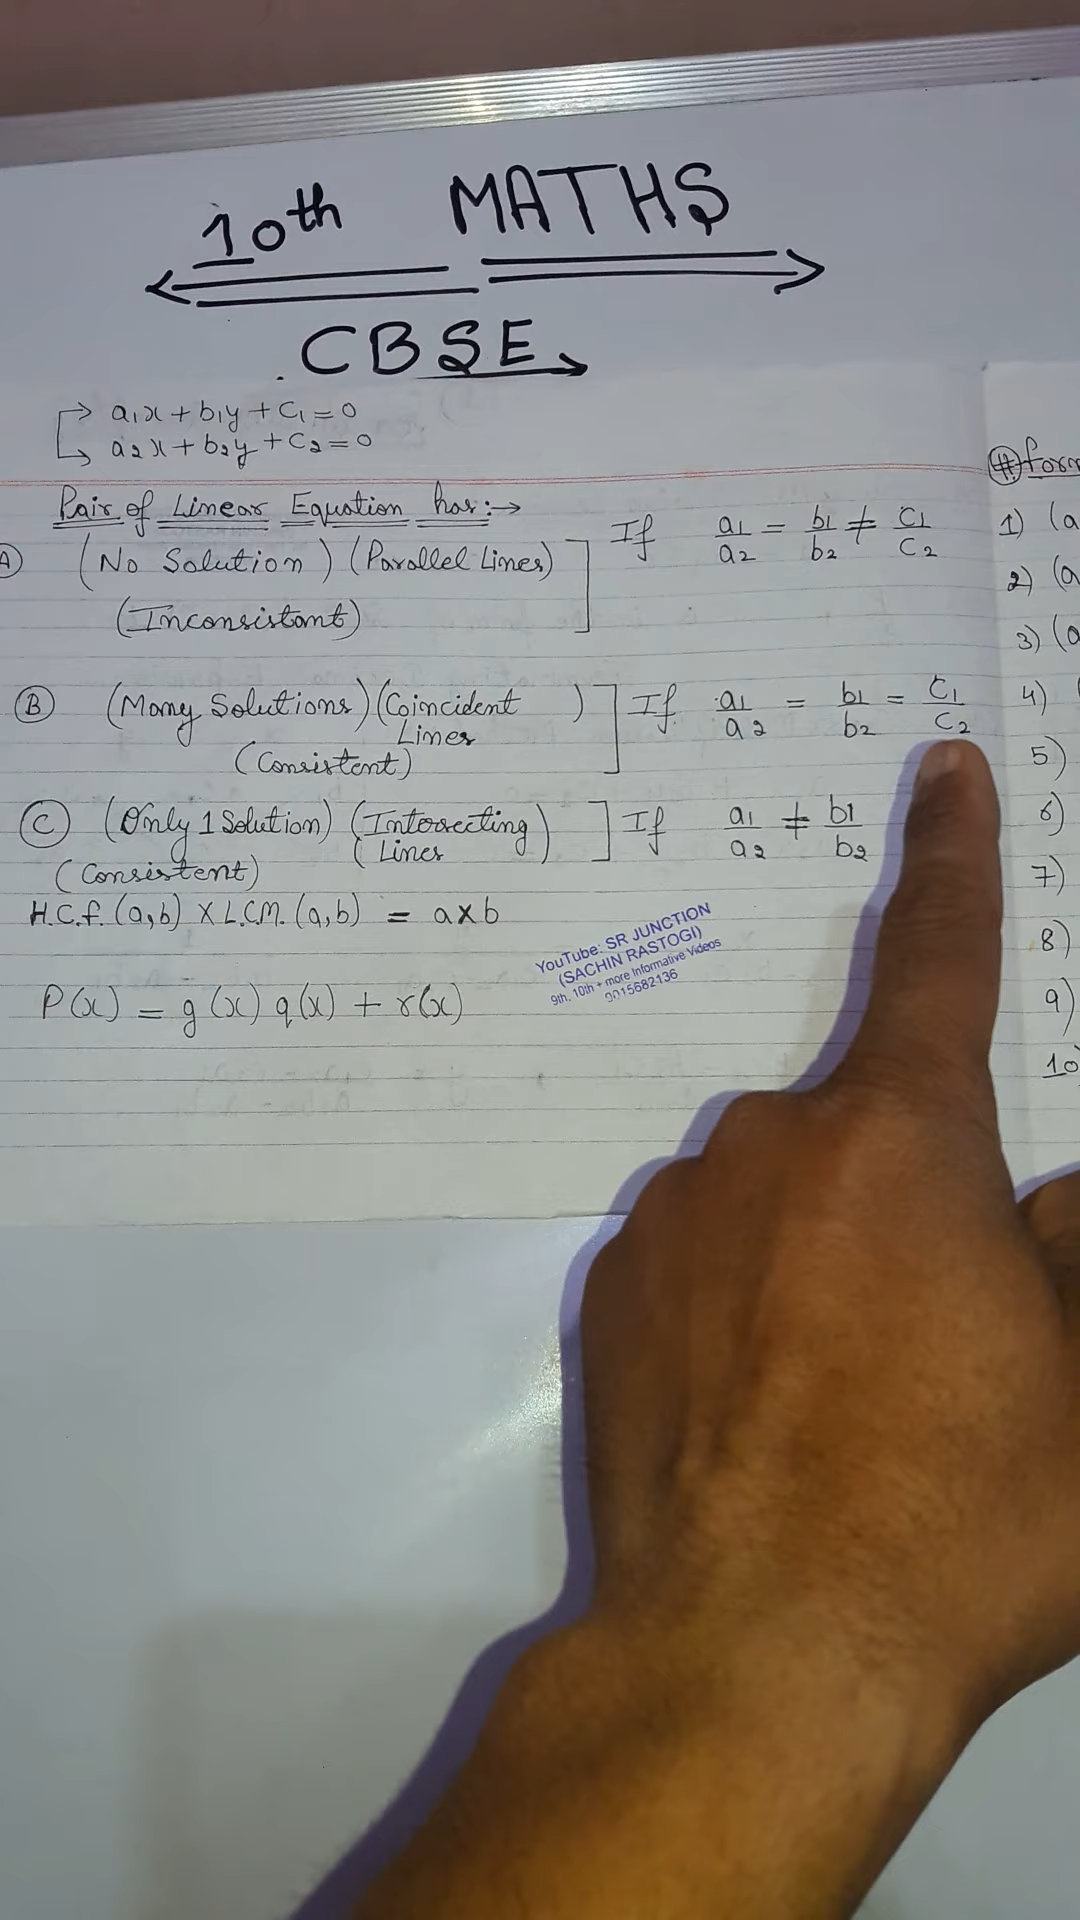 10th MATHS
CBSE
a1x + b1y + C1 = 0
a2x + b2y + C2 = 0
Pair of Linear Equation has:→
A (No Solution) (Parallel Lines) ] If a1/a2 = b1/b2 ≠ C1/C2
(Inconsistant)
B (Many Solutions) (Coincident Lines) ] If a1/a2 = b1/b2 = C1/C2
(Consistent)
C (Only 1 Solution) (Intersecting Lines) ] If a1/a2 ≠ b1/b2
(Consistent)
H.C.f.(a,b) X L.C.M.(a,b) = a x b
P(x) = g(x) q(x) + r(x)
YouTube: SR JUNCTION
(SACHIN RASTOGI)
9th, 10th + more Informative Videos
9015682136
#
1) (a
2) (a
3) (a
4)
5)
6)
7)
8)
9)
10